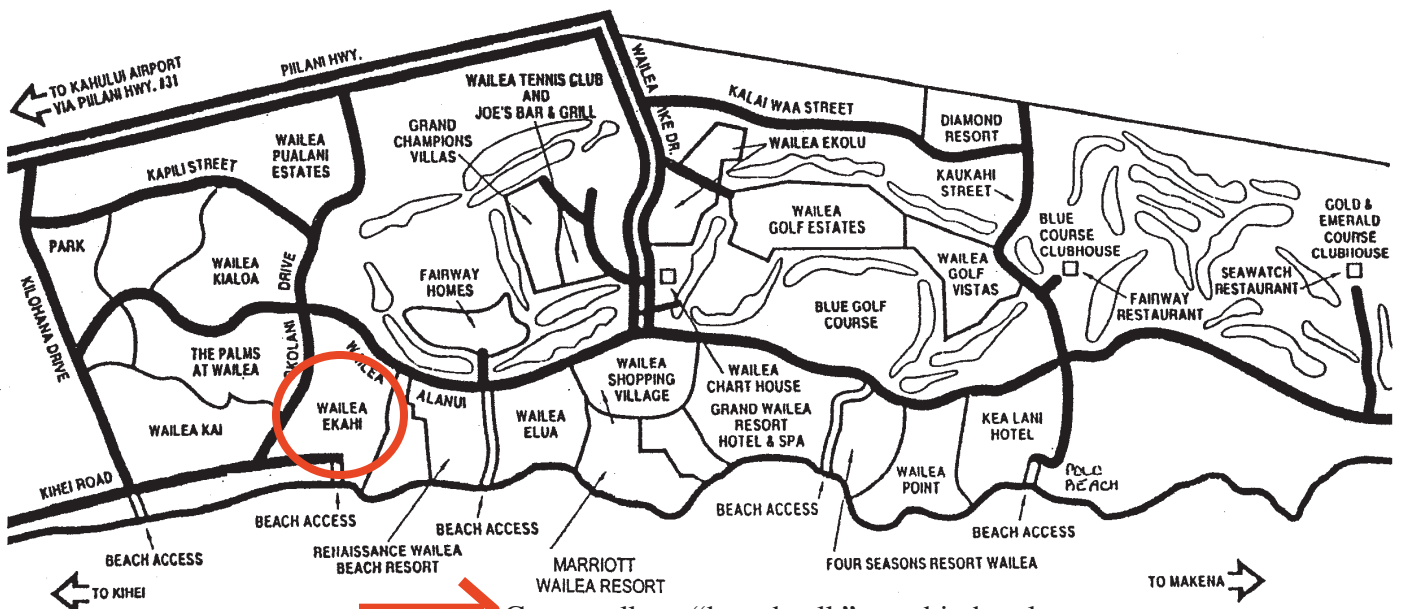 TO KAHULUI AIRPORT
VIA PIILANI HWY. #31
PIILANI HWY.
WAILEA TENNIS CLUB
AND
JOE'S BAR & GRILL
GRAND
CHAMPIONS
VILLAS
WAILEA
IKE DR.
KALAI WAA STREET
DIAMOND
RESORT
WAILEA EKOLU
KAUKAHI
STREET
WAILEA
PUALANI
ESTATES
KAPILI STREET
PARK
WAILEA
KIALOA
DRIVE
FAIRWAY
HOMES
WAILEA
GOLF ESTATES
BLUE
COURSE
CLUBHOUSE
GOLD &
EMERALD
COURSE
CLUBHOUSE
SEAWATCH
RESTAURANT
WAILEA
GOLF
VISTAS
FAIRWAY
RESTAURANT
BLUE GOLF
COURSE
KILOHANA DRIVE
THE PALMS
AT WAILEA
WAILEA
ALANUI
WAILEA
EKAHI
WAILEA KAI
WAILEA
ELUA
WAILEA
SHOPPING
VILLAGE
WAILEA
CHART HOUSE
GRAND WAILEA
RESORT
HOTEL & SPA
KEA LANI
HOTEL
WAILEA
POINT
BEACH
KIHEI ROAD
BEACH ACCESS
BEACH ACCESS
BEACH ACCESS
BEACH ACCESS
BEACH ACCESS
RENAISSANCE WAILEA
BEACH RESORT
MARRIOTT
WAILEA RESORT
FOUR SEASONS RESORT WAILEA
TO KIHEI
TO MAKENA